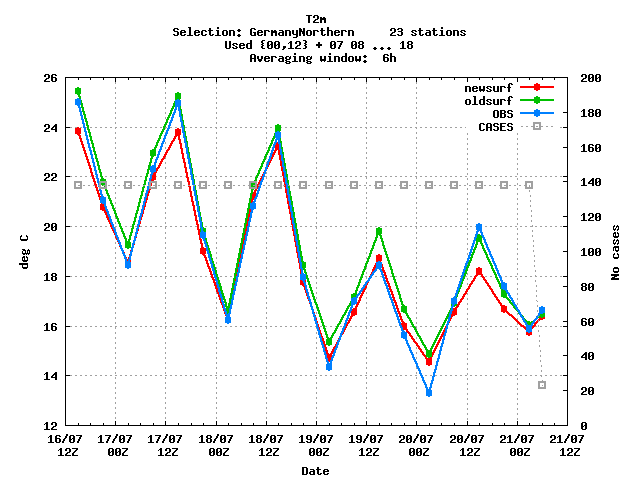 T2m
Selection: GermanyNorthern 23 stations
Used {00,12} + 07 08 ... 18
Averaging window: 6h
newsurf
oldsurf
OBS
CASES
26
24
22
20
18
16
14
12
deg C
200
180
160
140
120
100
80
60
40
20
0
No cases
16/07 17/07 17/07 18/07 18/07 19/07 19/07 20/07 20/07 21/07 21/07
12Z 00Z 12Z 00Z 12Z 00Z 12Z 00Z 12Z 00Z 12Z
Date